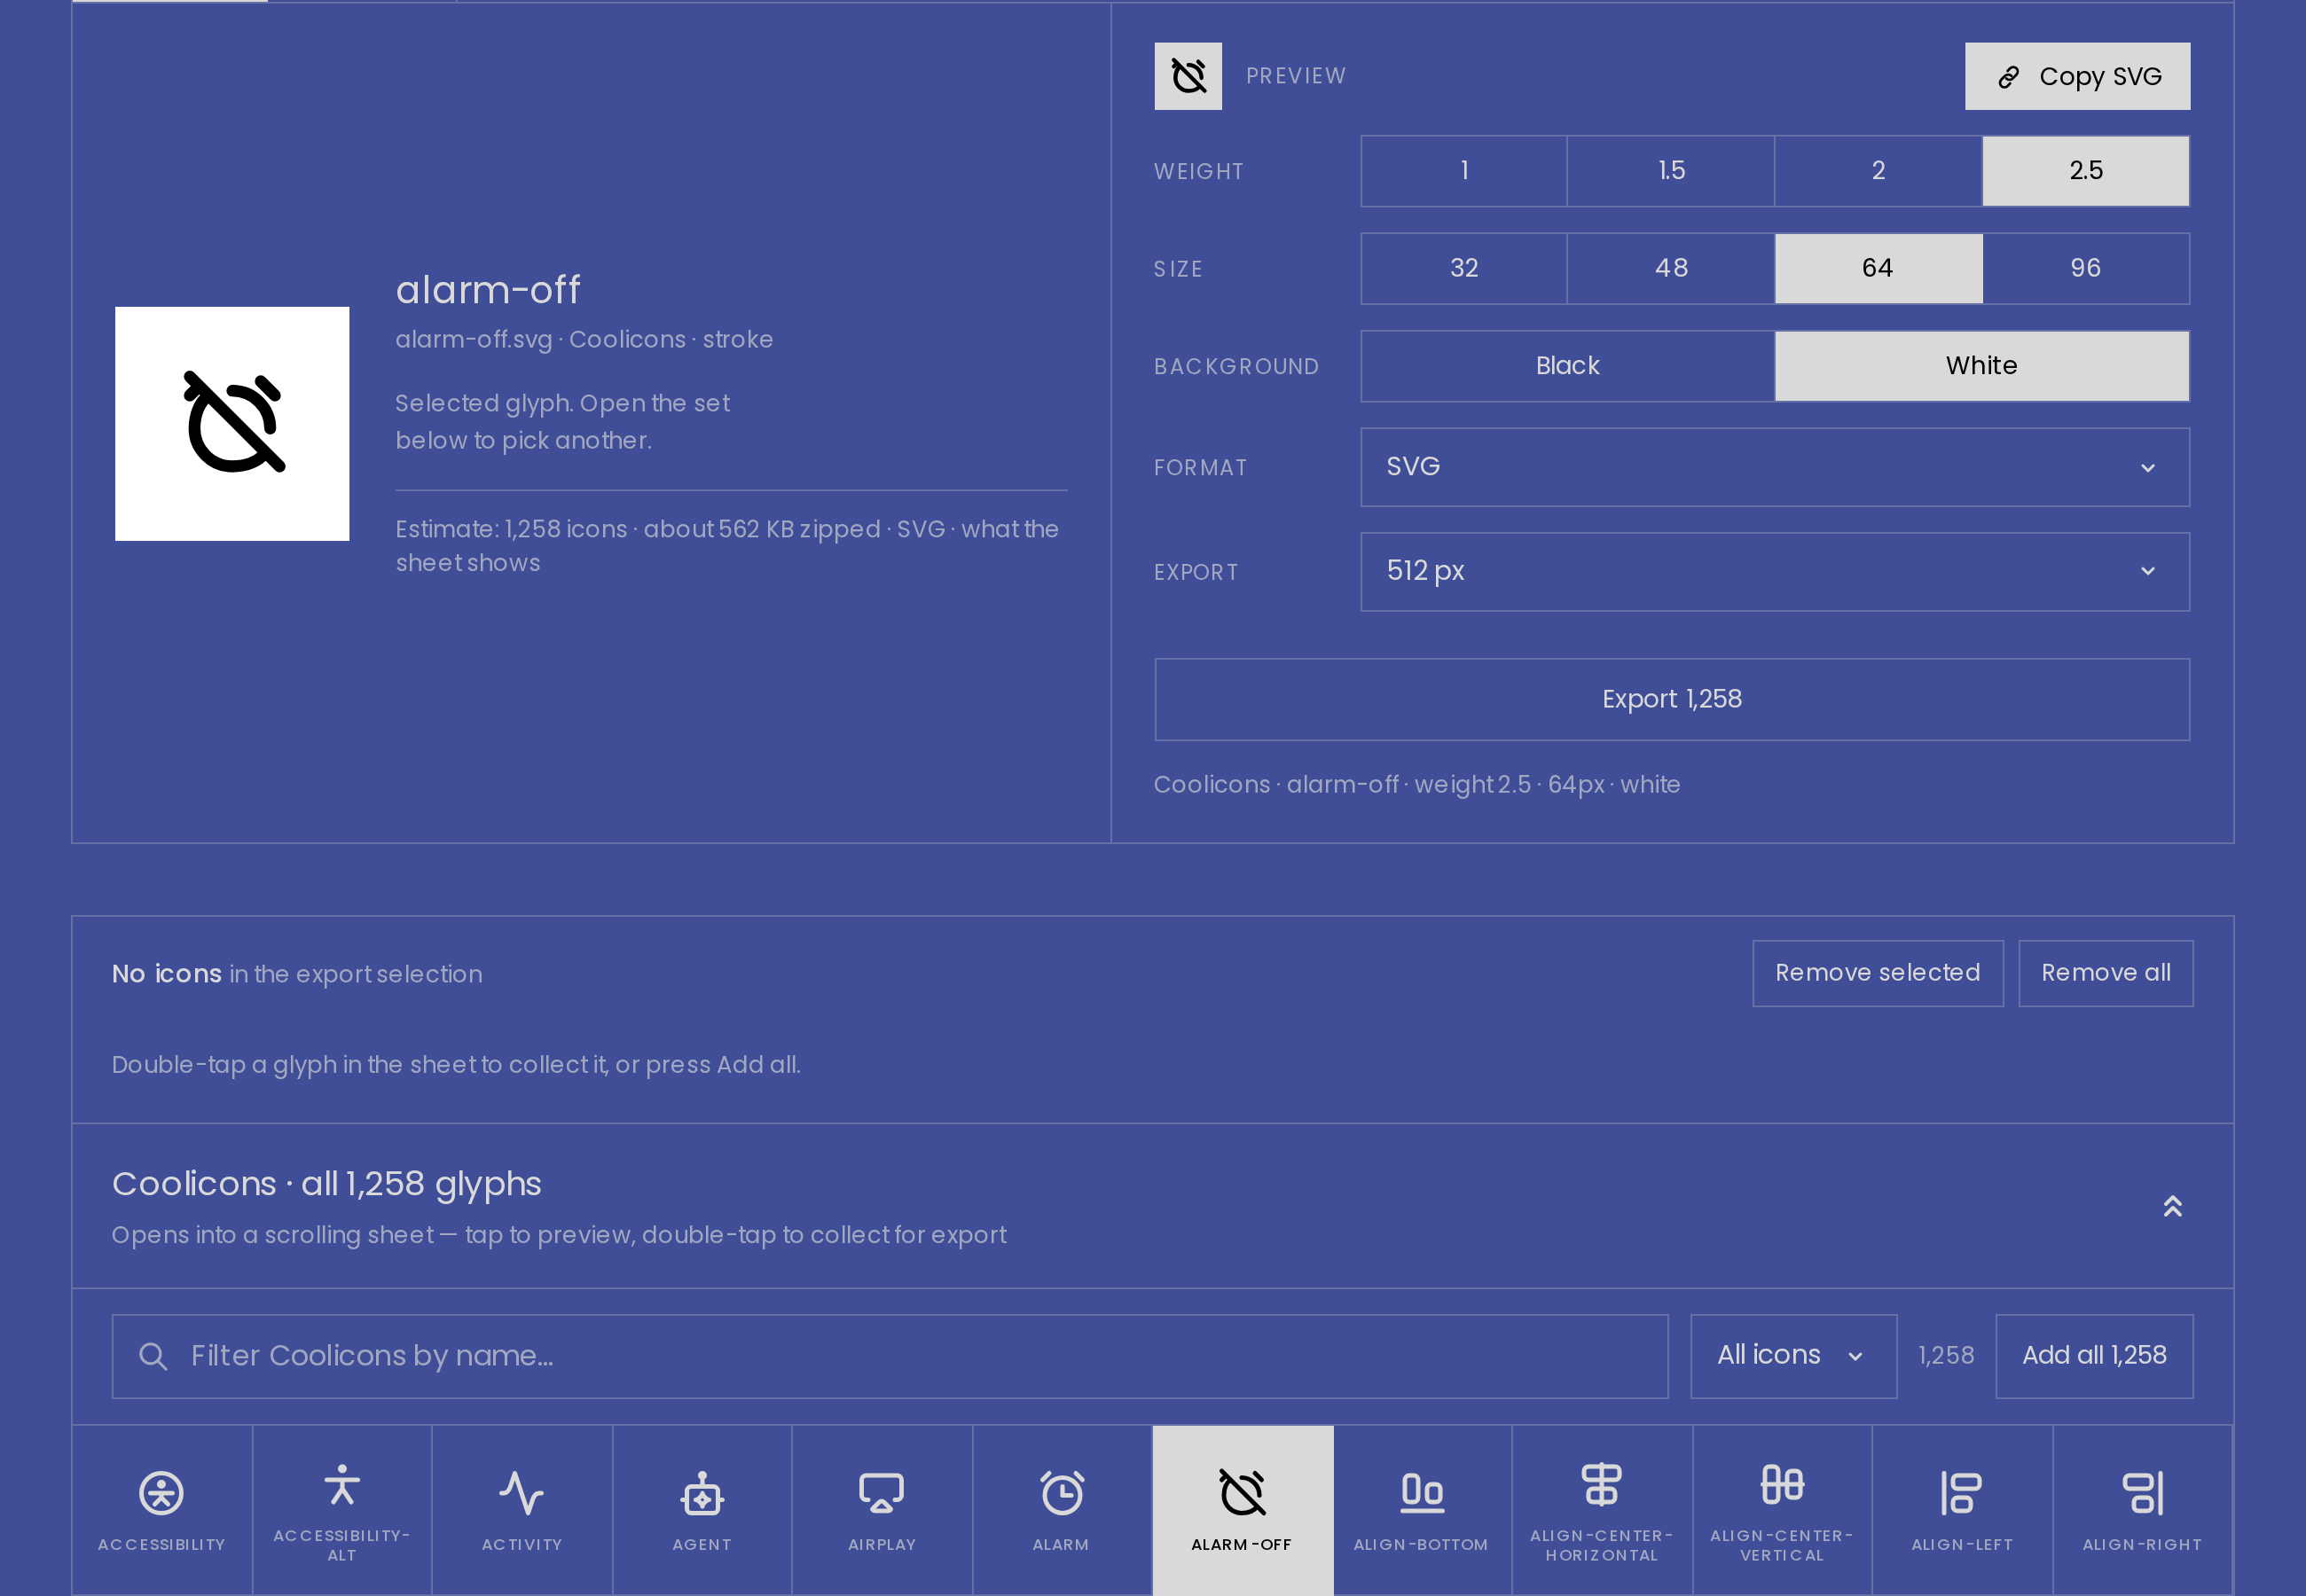 alarm-off
alarm-off.svg · Coolicons · stroke
Selected glyph. Open the set
below to pick another.
Estimate: 1,258 icons · about 562 KB zipped · SVG · what the
sheet shows
PREVIEW
Copy SVG
WEIGHT
1
1.5
2
2.5
SIZE
32
48
64
96
BACKGROUND
Black
White
FORMAT
SVG
EXPORT
512 px
Export 1,258
Coolicons · alarm-off · weight 2.5 · 64px · white
No icons in the export selection
Remove selected
Remove all
Double-tap a glyph in the sheet to collect it, or press Add all.
Coolicons · all 1,258 glyphs
Opens into a scrolling sheet — tap to preview, double-tap to collect for export
Filter Coolicons by name...
All icons
1,258
Add all 1,258
ACCESSIBILITY
ACCESSIBILITY-
ALT
ACTIVITY
AGENT
AIRPLAY
ALARM
ALARM-OFF
ALIGN-BOTTOM
ALIGN-CENTER-
HORIZONTAL
ALIGN-CENTER-
VERTICAL
ALIGN-LEFT
ALIGN-RIGHT